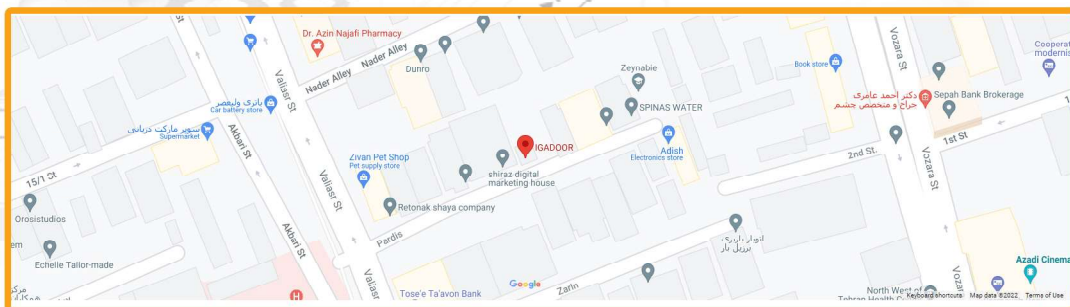 Dr. Azin Najafi Pharmacy
Nader Alley
Nader Alley
Dunro
Zeynabie
SPINAS WATER
Book store
Vozara St
Cooperat
modernis
باتری ولیعصر
Car battery store
سوپر مارکت دریانی
Supermarket
Valiasr St
Akbari St
15/1 Ct
دکتر احمد عامری
جراح و متخصص چشم
Sepah Bank Brokerage
1st St
2nd St.
Vozara St
IGADOOR
Adish
Electronics store
Zivan Pet Shop
Pet supply store
shiraz digital
marketing house
Valiasr St
Retonak shaya company
Orosistudios
em
Echelle Tailor-made
Akbari St
Pardis
Valiasr
H
Tose'e Ta'avon Bank
Google
Zarin
Azadi Cinema
North West of
Tehran Health C
Vozar
Keyboard shortcuts
Map data ©2022
Terms of Use